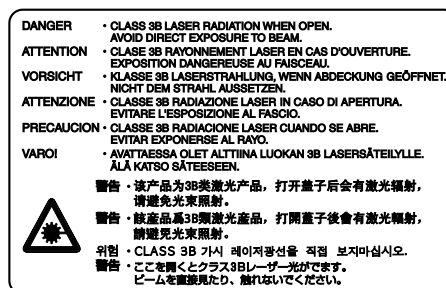 DANGER · CLASS 3B LASER RADIATION WHEN OPEN.
AVOID DIRECT EXPOSURE TO BEAM.
ATTENTION · CLASE 3B RAYONNEMENT LASER EN CAS D'OUVERTURE.
EXPOSITION DANGEREUSE AU FAISCEAU.
VORSICHT · KLASSE 3B LASERSTRAHLUNG, WENN ABDECKUNG GEÖFFNET.
NICHT DEM STRAHL AUSSETZEN.
ATTENZIONE · CLASSE 3B RADIAZIONE LASER IN CASO DI APERTURA.
EVITARE L'ESPOSIZIONE AL FASCIO.
PRECAUCION · CLASSE 3B RADIACIONE LASER CUANDO SE ABRE.
EVITAR EXPONERSE AL RAYO.
VARO! · AVATTAESSA OLET ALTTIINA LUOKAN 3B LASERSÄTEILYLLE.
ÄLÄ KATSO SÄTEESEEN.
警告 · 该产品为3B类激光产品，打开盖子后会有激光辐射，
请避免光束照射。
警告 · 該産品爲3B類激光産品，打開蓋子後會有激光輻射，
請避免光束照射。
위험 · CLASS 3B 가시 레이저광선을 직접 보지마십시오.
警告 · ここを開くとクラス3Bレーザー光がでます。
ビームを直接見たり、触れないでください。